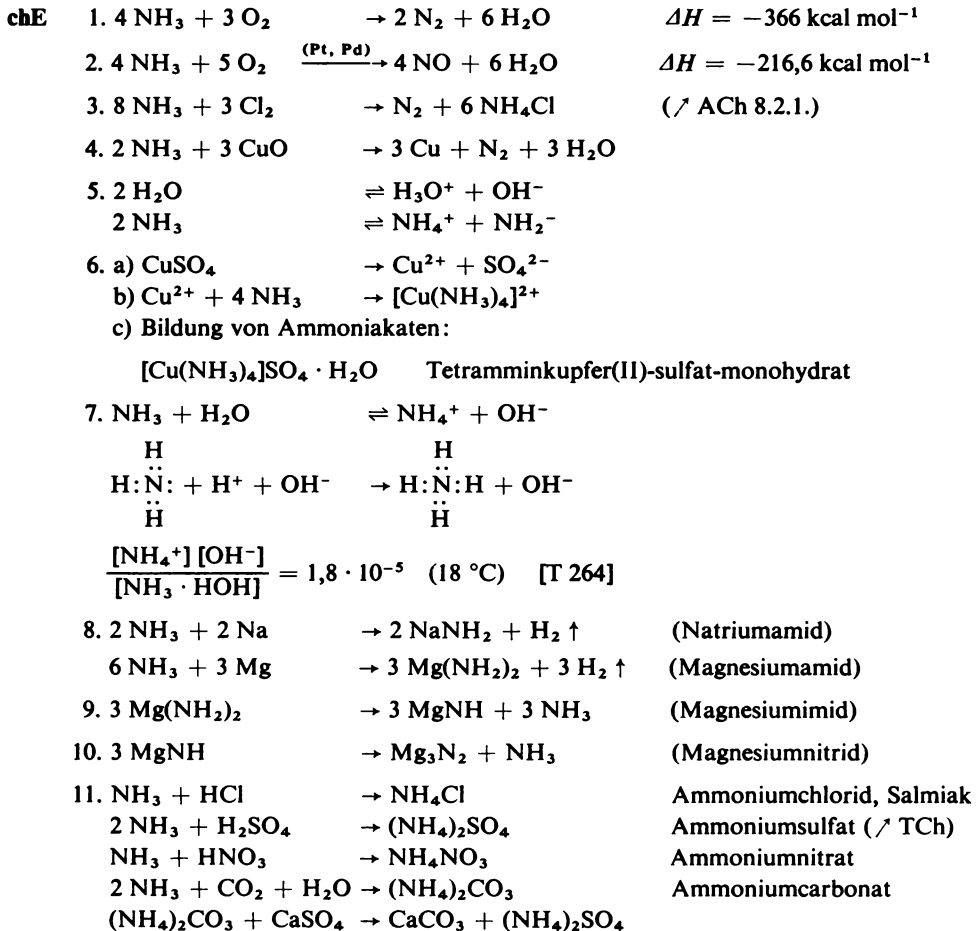 chE 1. 4 NH₃ + 3 O₂ → 2 N₂ + 6 H₂O ΔH = −366 kcal mol⁻¹
2. 4 NH₃ + 5 O₂ (Pt, Pd)→ 4 NO + 6 H₂O ΔH = −216,6 kcal mol⁻¹
3. 8 NH₃ + 3 Cl₂ → N₂ + 6 NH₄Cl (↗ ACh 8.2.1.)
4. 2 NH₃ + 3 CuO → 3 Cu + N₂ + 3 H₂O
5. 2 H₂O ⇌ H₃O⁺ + OH⁻
2 NH₃ ⇌ NH₄⁺ + NH₂⁻
6. a) CuSO₄ → Cu²⁺ + SO₄²⁻
b) Cu²⁺ + 4 NH₃ → [Cu(NH₃)₄]²⁺
c) Bildung von Ammoniakaten:
[Cu(NH₃)₄]SO₄ · H₂O Tetramminkupfer(II)-sulfat-monohydrat
7. NH₃ + H₂O ⇌ NH₄⁺ + OH⁻
H H
H:N̈: + H⁺ + OH⁻ → H:N̈:H + OH⁻
H H
[NH₄⁺] [OH⁻]
[NH₃ · HOH] = 1,8 · 10⁻⁵ (18 °C) [T 264]
8. 2 NH₃ + 2 Na → 2 NaNH₂ + H₂ ↑ (Natriumamid)
6 NH₃ + 3 Mg → 3 Mg(NH₂)₂ + 3 H₂ ↑ (Magnesiumamid)
9. 3 Mg(NH₂)₂ → 3 MgNH + 3 NH₃ (Magnesiumimid)
10. 3 MgNH → Mg₃N₂ + NH₃ (Magnesiumnitrid)
11. NH₃ + HCl → NH₄Cl Ammoniumchlorid, Salmiak
2 NH₃ + H₂SO₄ → (NH₄)₂SO₄ Ammoniumsulfat (↗ TCh)
NH₃ + HNO₃ → NH₄NO₃ Ammoniumnitrat
2 NH₃ + CO₂ + H₂O → (NH₄)₂CO₃ Ammoniumcarbonat
(NH₄)₂CO₃ + CaSO₄ → CaCO₃ + (NH₄)₂SO₄